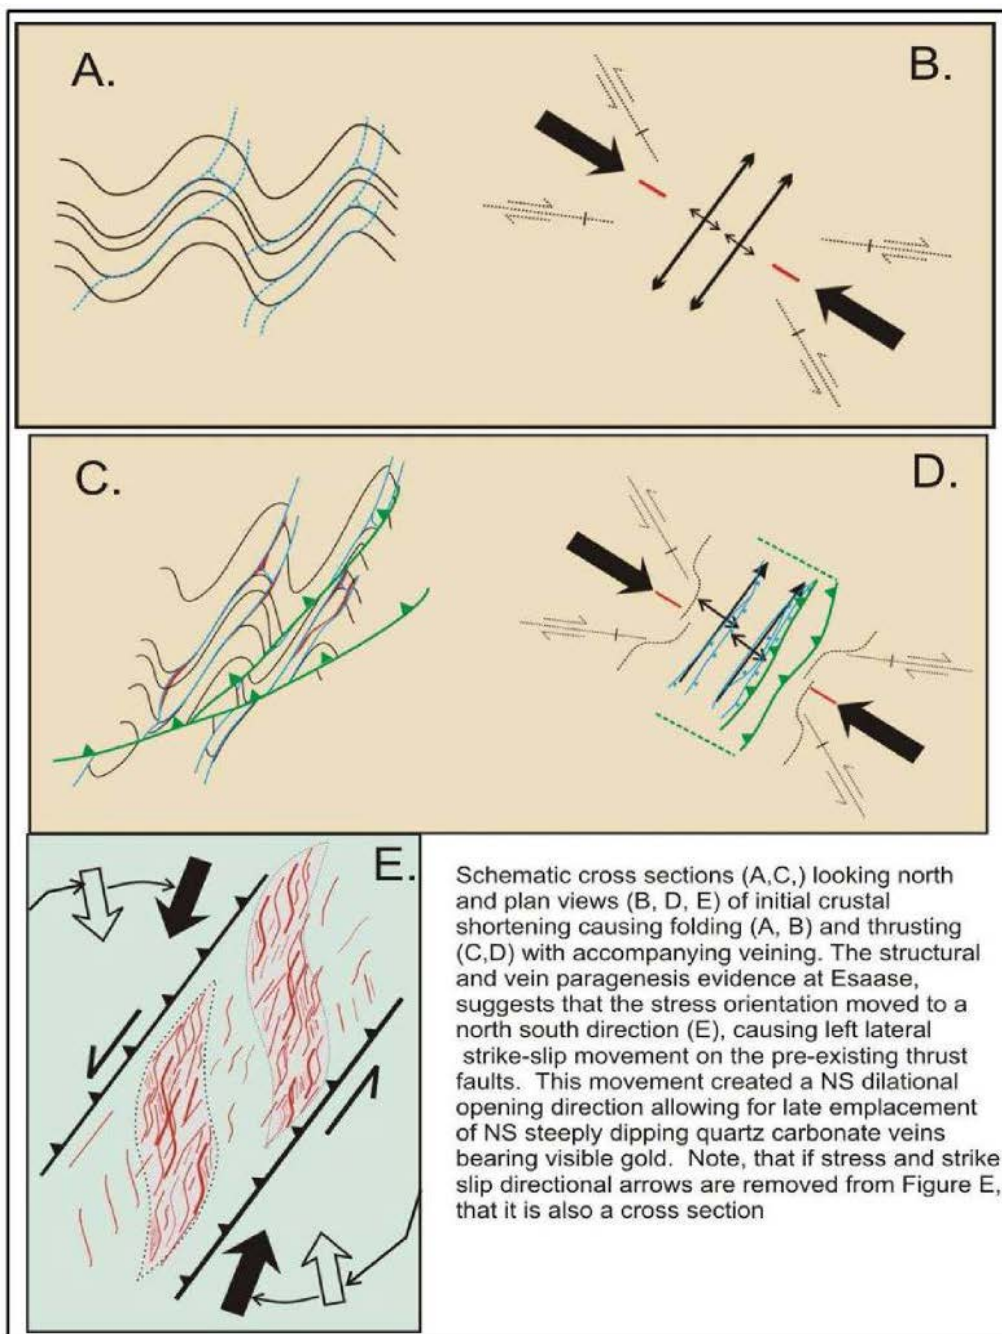 A.
B.
C.
D.
E.
Schematic cross sections (A,C,) looking north
and plan views (B, D, E) of initial crustal
shortening causing folding (A, B) and thrusting
(C,D) with accompanying veining. The structural
and vein paragenesis evidence at Esaase,
suggests that the stress orientation moved to a
north south direction (E), causing left lateral
strike-slip movement on the pre-existing thrust
faults. This movement created a NS dilational
opening direction allowing for late emplacement
of NS steeply dipping quartz carbonate veins
bearing visible gold. Note, that if stress and strike
slip directional arrows are removed from Figure E,
that it is also a cross section